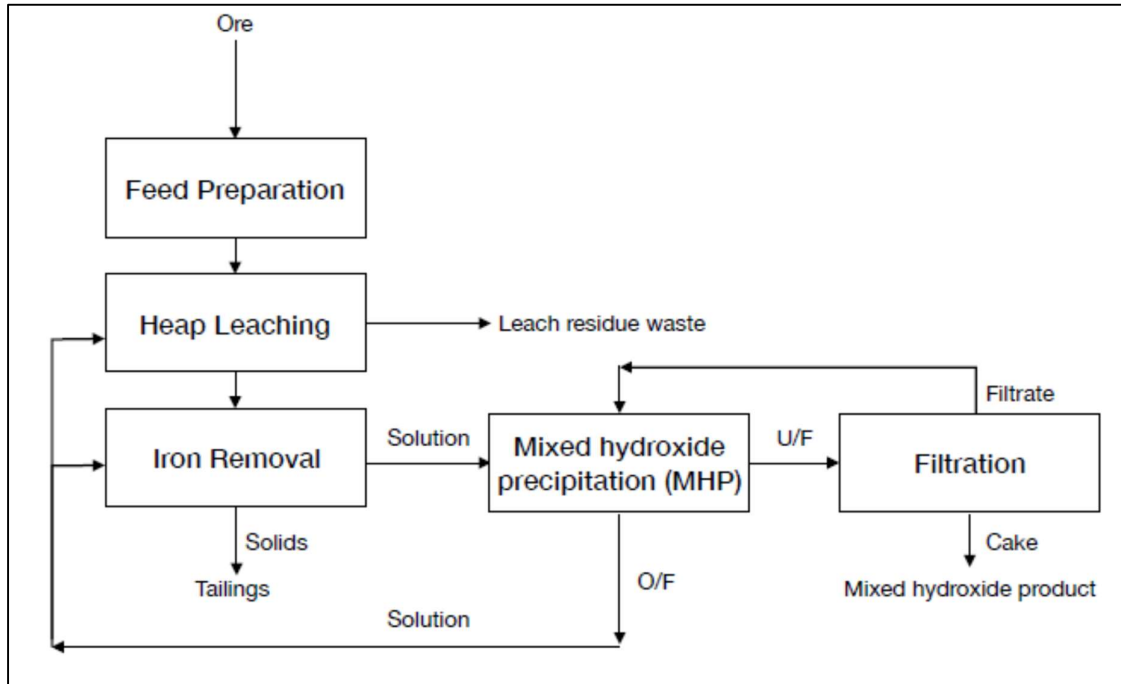 Ore
Feed Preparation
Heap Leaching
Leach residue waste
Filtrate
Iron Removal
Solution
Mixed hydroxide
precipitation (MHP)
U/F
Filtration
Solids
Tailings
O/F
Cake
Mixed hydroxide product
Solution